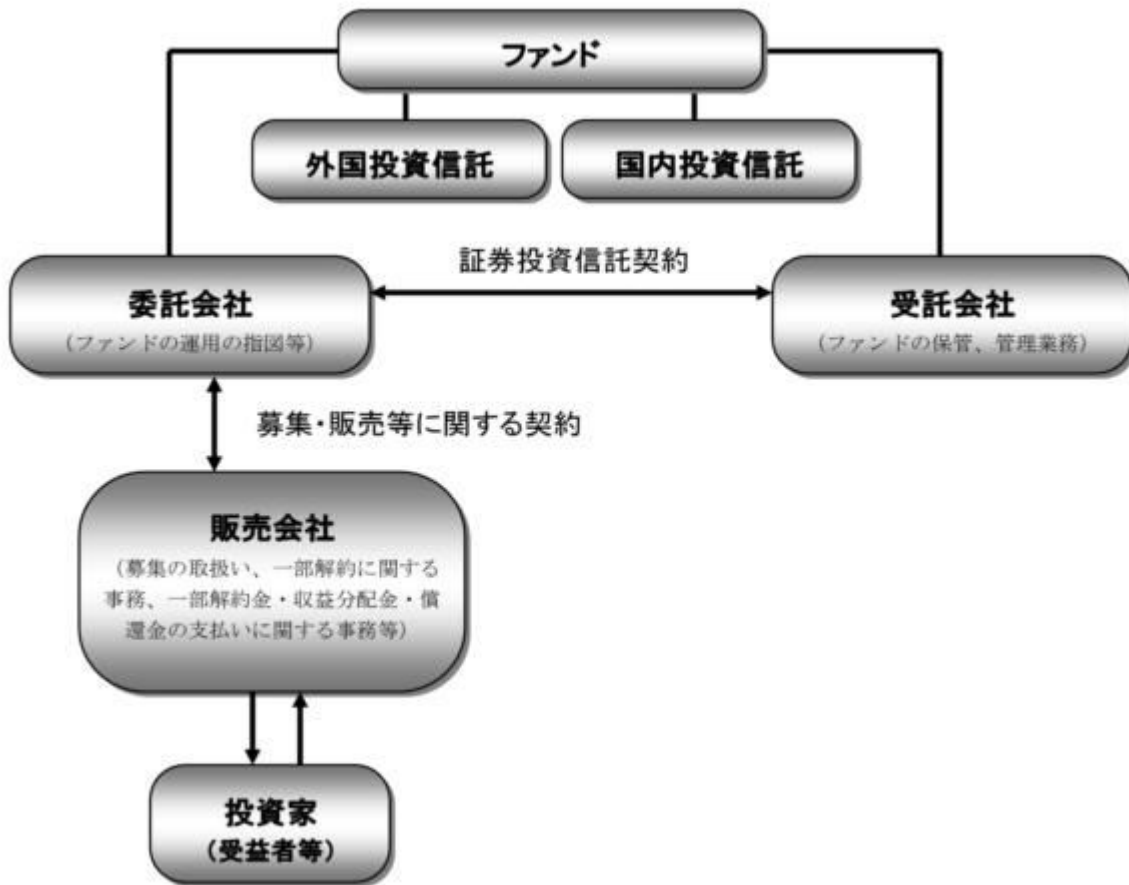 ファンド
外国投資信託
国内投資信託
証券投資信託契約
委託会社
（ファンドの運用の指図等）
受託会社
（ファンドの保管、管理業務）
募集・販売等に関する契約
販売会社
（募集の取扱い、一部解約に関する
事務、一部解約金・収益分配金・償
還金の支払いに関する事務等）
投資家
（受益者等）